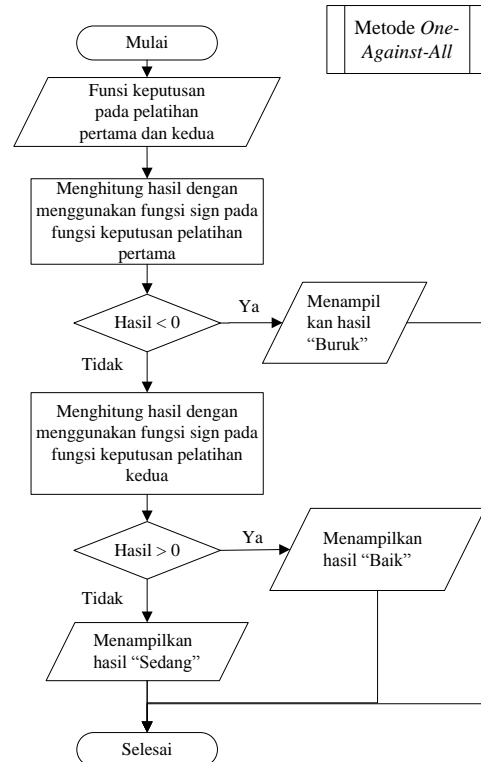 Mulai
Metode One-
Against-All
Funsi keputusan
pada pelatihan
pertama dan kedua
Menghitung hasil dengan
menggunakan fungsi sign pada
fungsi keputusan pelatihan
pertama
Hasil < 0
Ya
Menampil
kan hasil
“Buruk”
Tidak
Menghitung hasil dengan
menggunakan fungsi sign pada
fungsi keputusan pelatihan
kedua
Hasil > 0
Ya
Menampilkan
hasil “Baik”
Tidak
Menampilkan
hasil “Sedang”
Selesai